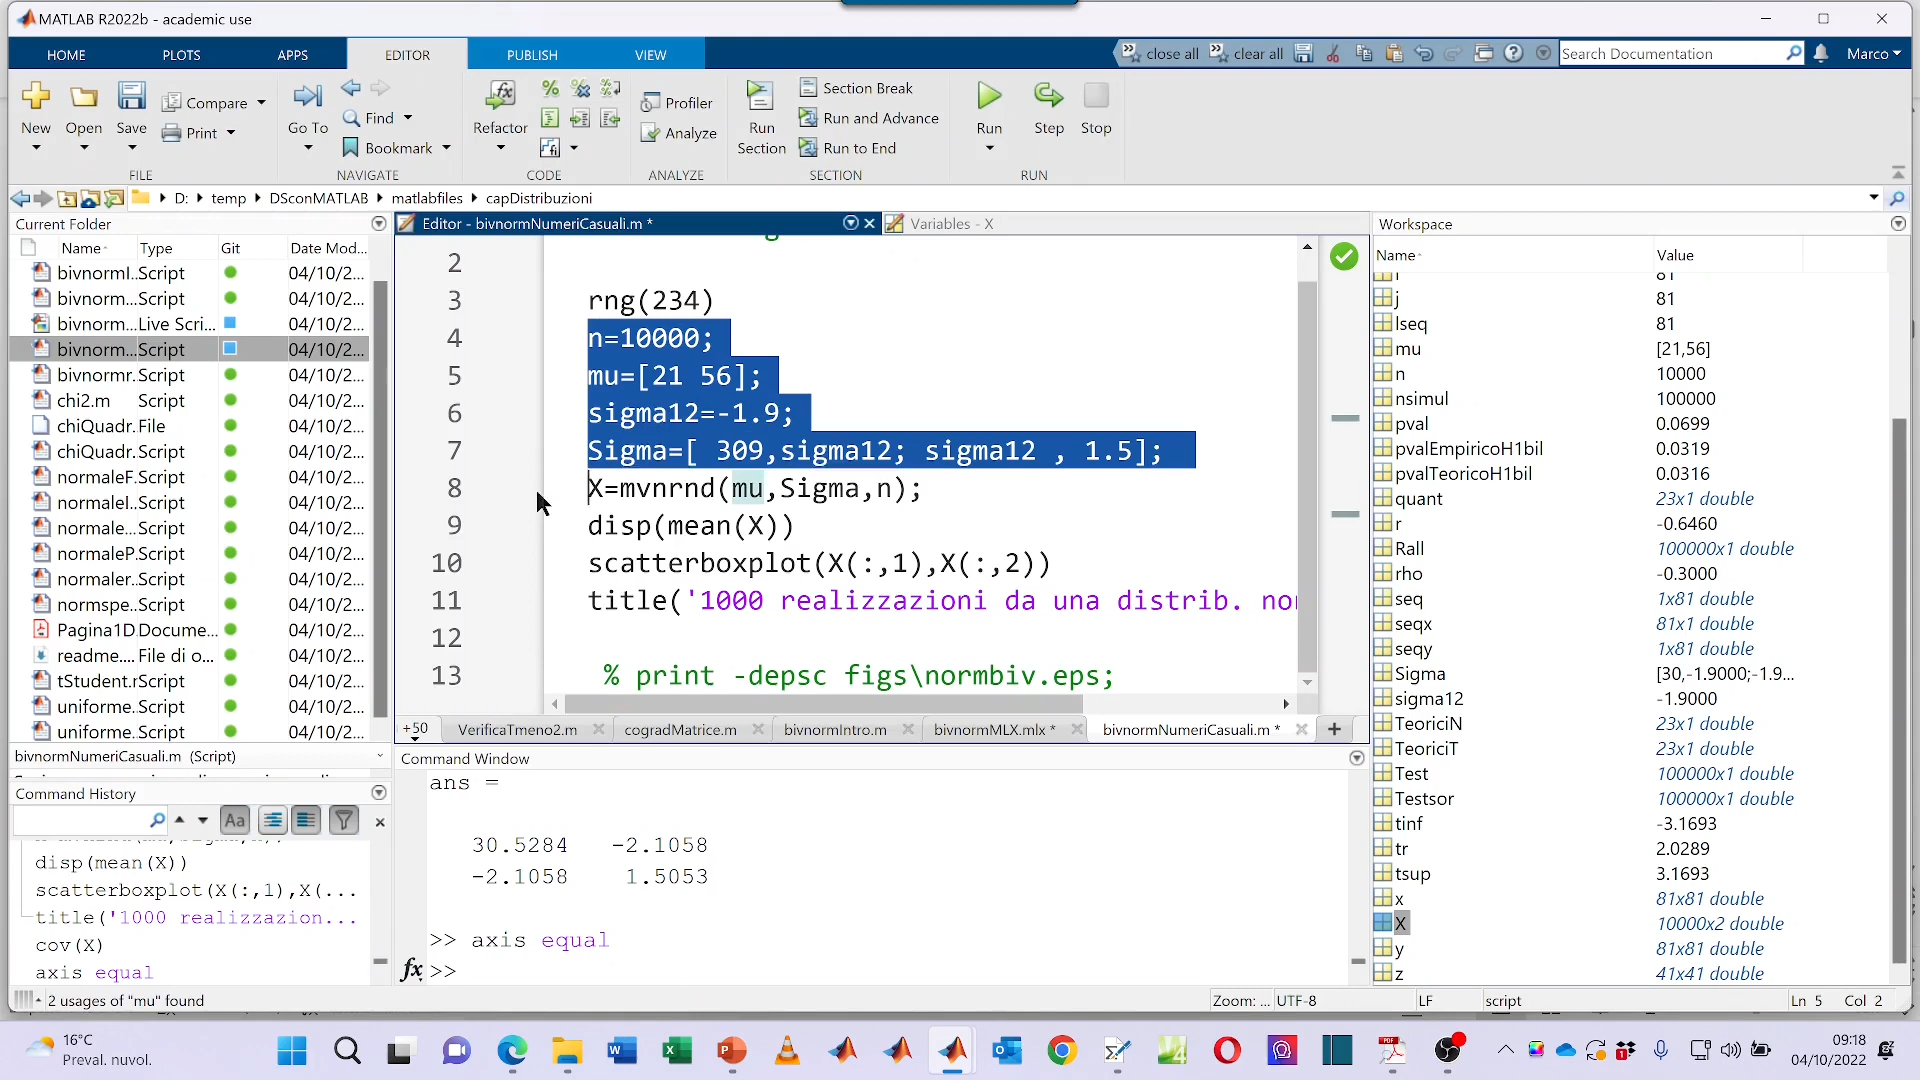 MATLAB R2022b - academic use
HOME PLOTS APPS EDITOR PUBLISH VIEW close all clear all Search Documentation Marco
New Open Save Compare Print FILE
Go To Find Bookmark NAVIGATE
Refactor CODE
Profiler Analyze ANALYZE
Run Section Section Break Run and Advance Run to End SECTION
Run Step Stop RUN
D: temp DSconMATLAB matlabfiles capDistribuzioni
Current Folder
Name Type Git Date Mod...
bivnormI..Script 04/10/2...
bivnorm...Script 04/10/2...
bivnorm...Live Scri... 04/10/2...
bivnorm...Script 04/10/2...
bivnormr.Script 04/10/2...
chi2.m Script 04/10/2...
chiQuadr.File 04/10/2...
chiQuadr.Script 04/10/2...
normaleF.Script 04/10/2...
normaleI.Script 04/10/2...
normale...Script 04/10/2...
normaleP.Script 04/10/2...
normaler.Script 04/10/2...
normspe..Script 04/10/2...
Pagina1D.Docume... 04/10/2...
readme.... File di o... 04/10/2...
tStudent.rScript 04/10/2...
uniforme.Script 04/10/2...
uniforme.Script 04/10/2...
bivnormNumeriCasuali.m (Script)
Command History
Aa
disp(mean(X))
scatterboxplot(X(:,1),X(...
title('1000 realizzazion...
cov(X)
axis equal
Editor - bivnormNumeriCasuali.m * Variables - X
2
3 rng(234)
4 n=10000;
5 mu=[21 56];
6 sigma12=-1.9;
7 Sigma=[ 309,sigma12; sigma12 , 1.5];
8 X=mvnrnd(mu,Sigma,n);
9 disp(mean(X))
10 scatterboxplot(X(:,1),X(:,2))
11 title('1000 realizzazioni da una distrib. nor
12
13 % print -depsc figs\normbiv.eps;
+50 VerificaTmeno2.m cogradMatrice.m bivnormIntro.m bivnormMLX.mlx * bivnormNumeriCasuali.m *
Command Window
ans =
30.5284 -2.1058
-2.1058 1.5053
>> axis equal
fx >>
Workspace
Name Value
i 81
j 81
lseq 81
mu [21,56]
n 10000
nsimul 100000
pval 0.0699
pvalEmpiricoH1bil 0.0319
pvalTeoricoH1bil 0.0316
quant 23x1 double
r -0.6460
Rall 100000x1 double
rho -0.3000
seq 1x81 double
seqx 81x1 double
seqy 1x81 double
Sigma [30,-1.9000;-1.9...
sigma12 -1.9000
TeoriciN 23x1 double
TeoriciT 23x1 double
Test 100000x1 double
Testsor 100000x1 double
tinf -3.1693
tr 2.0289
tsup 3.1693
x 81x81 double
X 10000x2 double
y 81x81 double
z 41x41 double
2 usages of "mu" found Zoom: ... UTF-8 LF script Ln 5 Col 2
16°C
Preval. nuvol.
09:18
04/10/2022